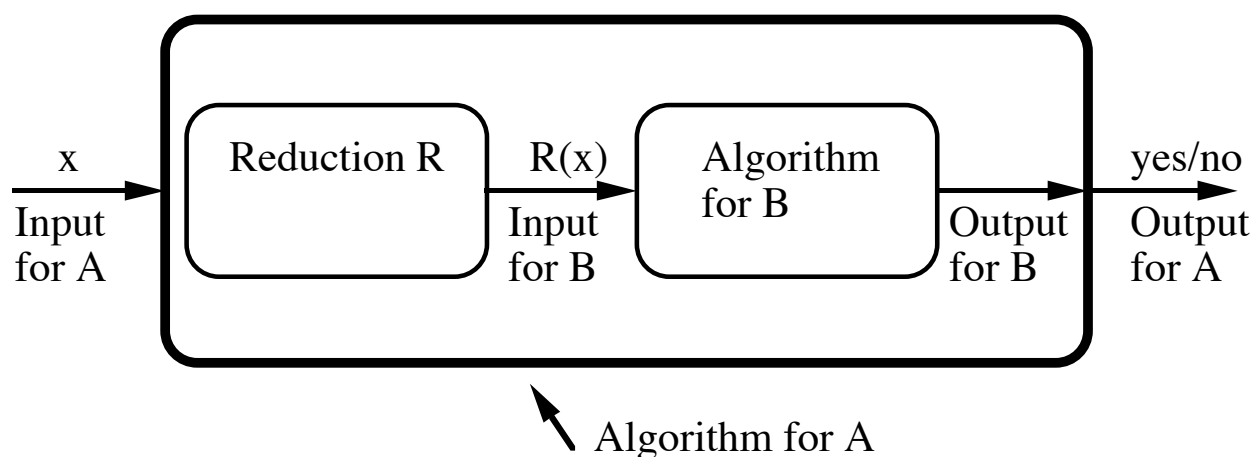 x
Input
for A
Reduction R
R(x)
Input
for B
Algorithm
for B
Output
for B
yes/no
Output
for A
Algorithm for A